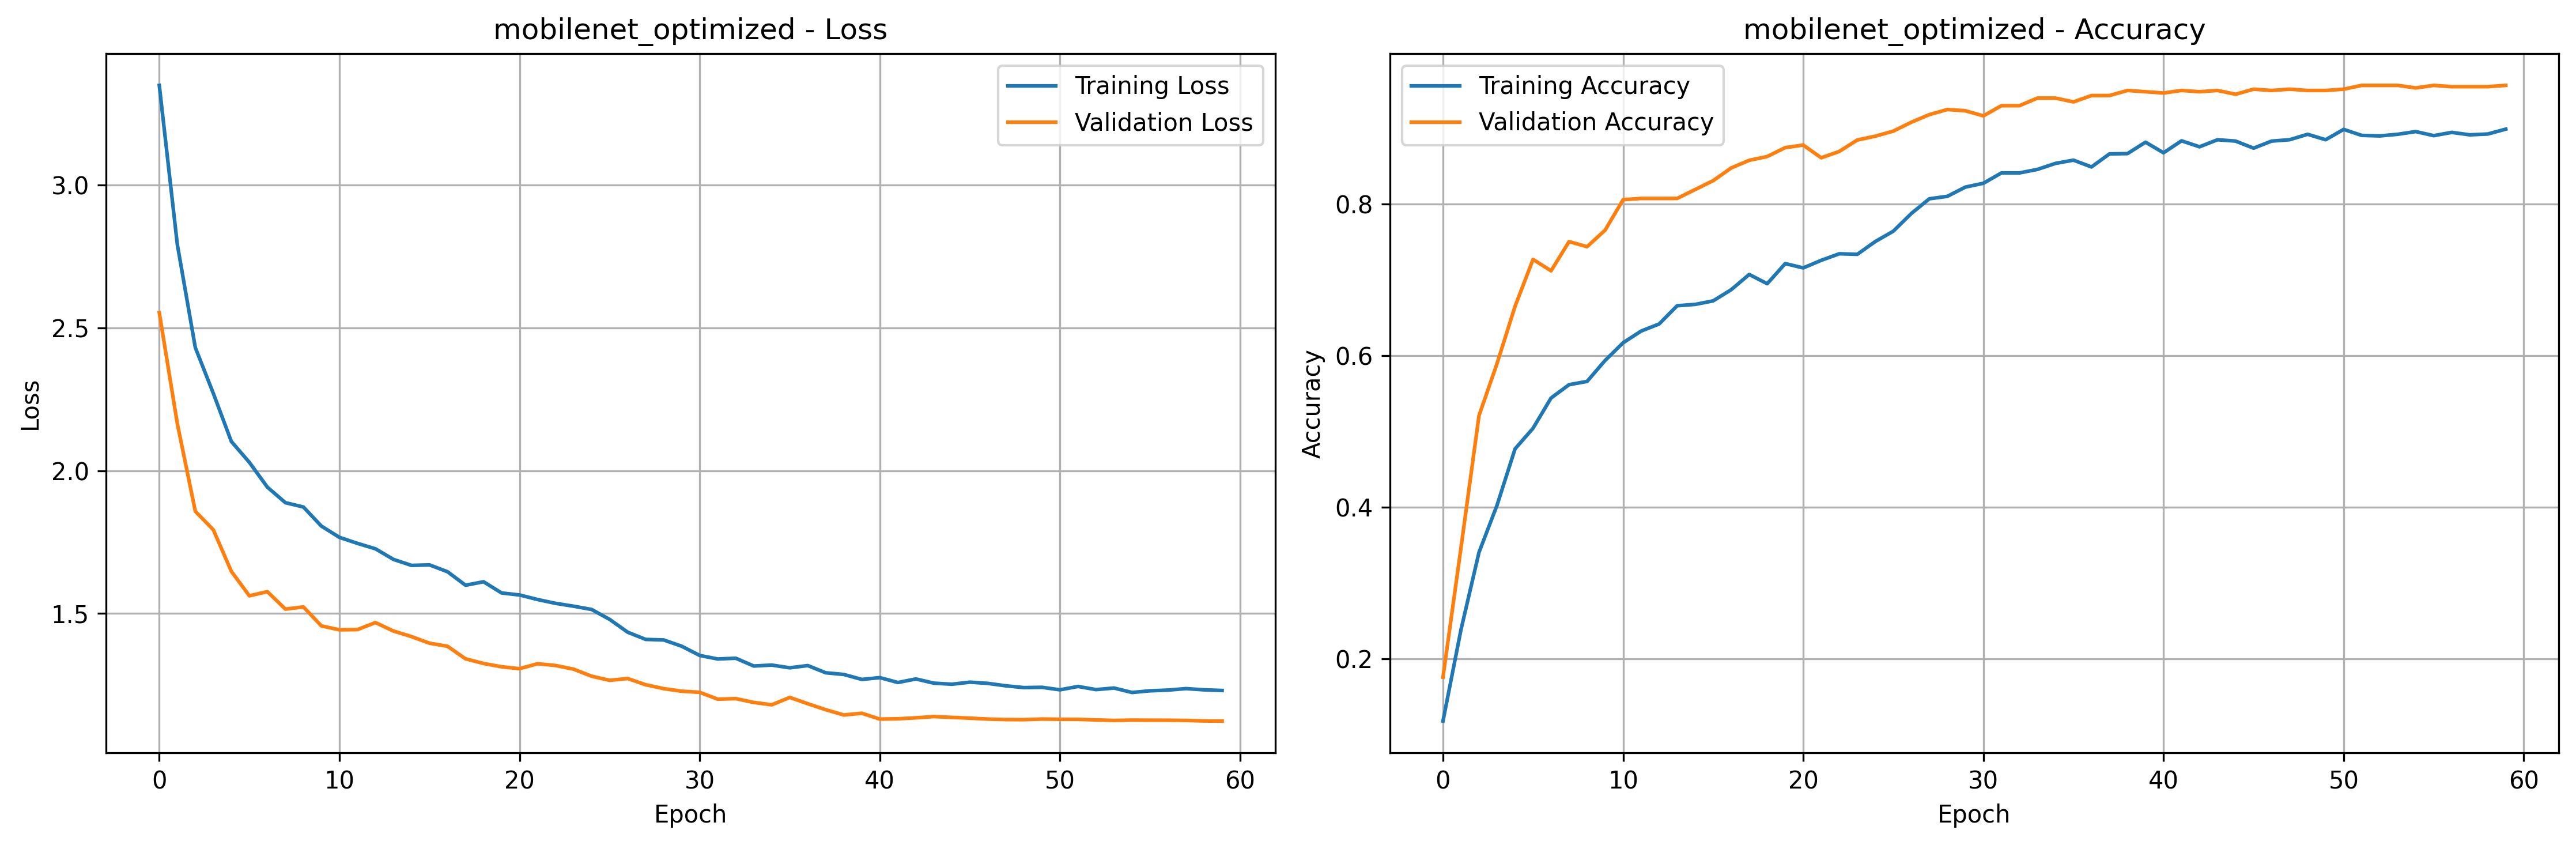 mobilenet_optimized - Loss
Training Loss
Validation Loss
3.0
2.5
2.0
1.5
Loss
0 10 20 30 40 50 60
Epoch
mobilenet_optimized - Accuracy
Training Accuracy
Validation Accuracy
0.8
0.6
0.4
0.2
Accuracy
0 10 20 30 40 50 60
Epoch